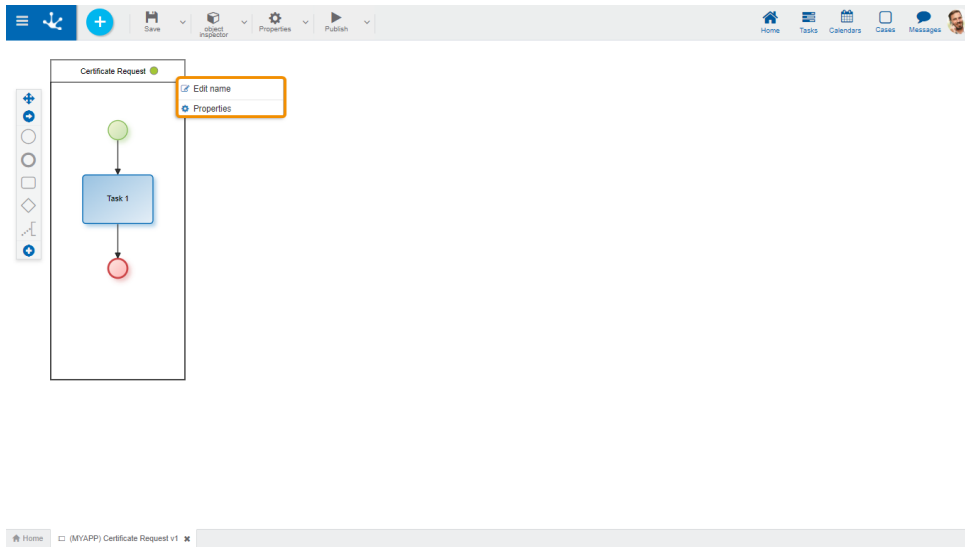 Save
object
inspector
Properties
Publish
Home
Tasks
Calendars
Cases
Messages
Certificate Request
Edit name
Properties
Task 1
Home
(MYAPP) Certificate Request v1